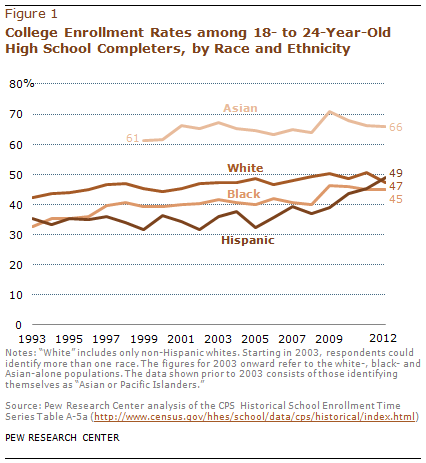 Figure 1
College Enrollment Rates among 18- to 24-Year-Old
High School Completers, by Race and Ethnicity
80%
70
60
50
40
30
20
10
0
Asian
61
66
White
49
47
Black
45
Hispanic
1993 1995 1997 1999 2001 2003 2005 2007 2009 2012
Notes: "White" includes only non-Hispanic whites. Starting in 2003, respondents could
identify more than one race. The figures for 2003 onward refer to the white-, black- and
Asian-alone populations. The data shown prior to 2003 consists of those identifying
themselves as "Asian or Pacific Islanders."
Source: Pew Research Center analysis of the CPS Historical School Enrollment Time
Series Table A-5a (http://www.census.gov/hhes/school/data/cps/historical/index.html)
PEW RESEARCH CENTER